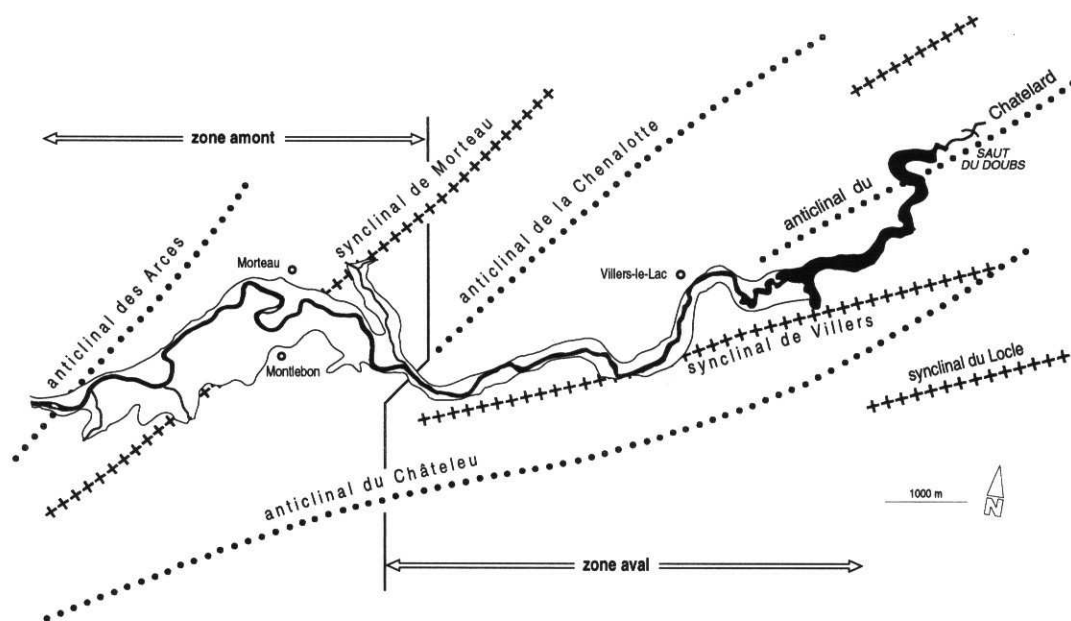 zone amont
synclinal de Morteau
anticlinal de la Chenalotte
Chatelard
SAUT
DU DOUBS
anticlinal du
anticlinal des Arces
Morteau
Villers-le-Lac
Montlebon
synclinal de Villers
synclinal du Locle
anticlinal du Châteleu
1000 m
N
zone aval